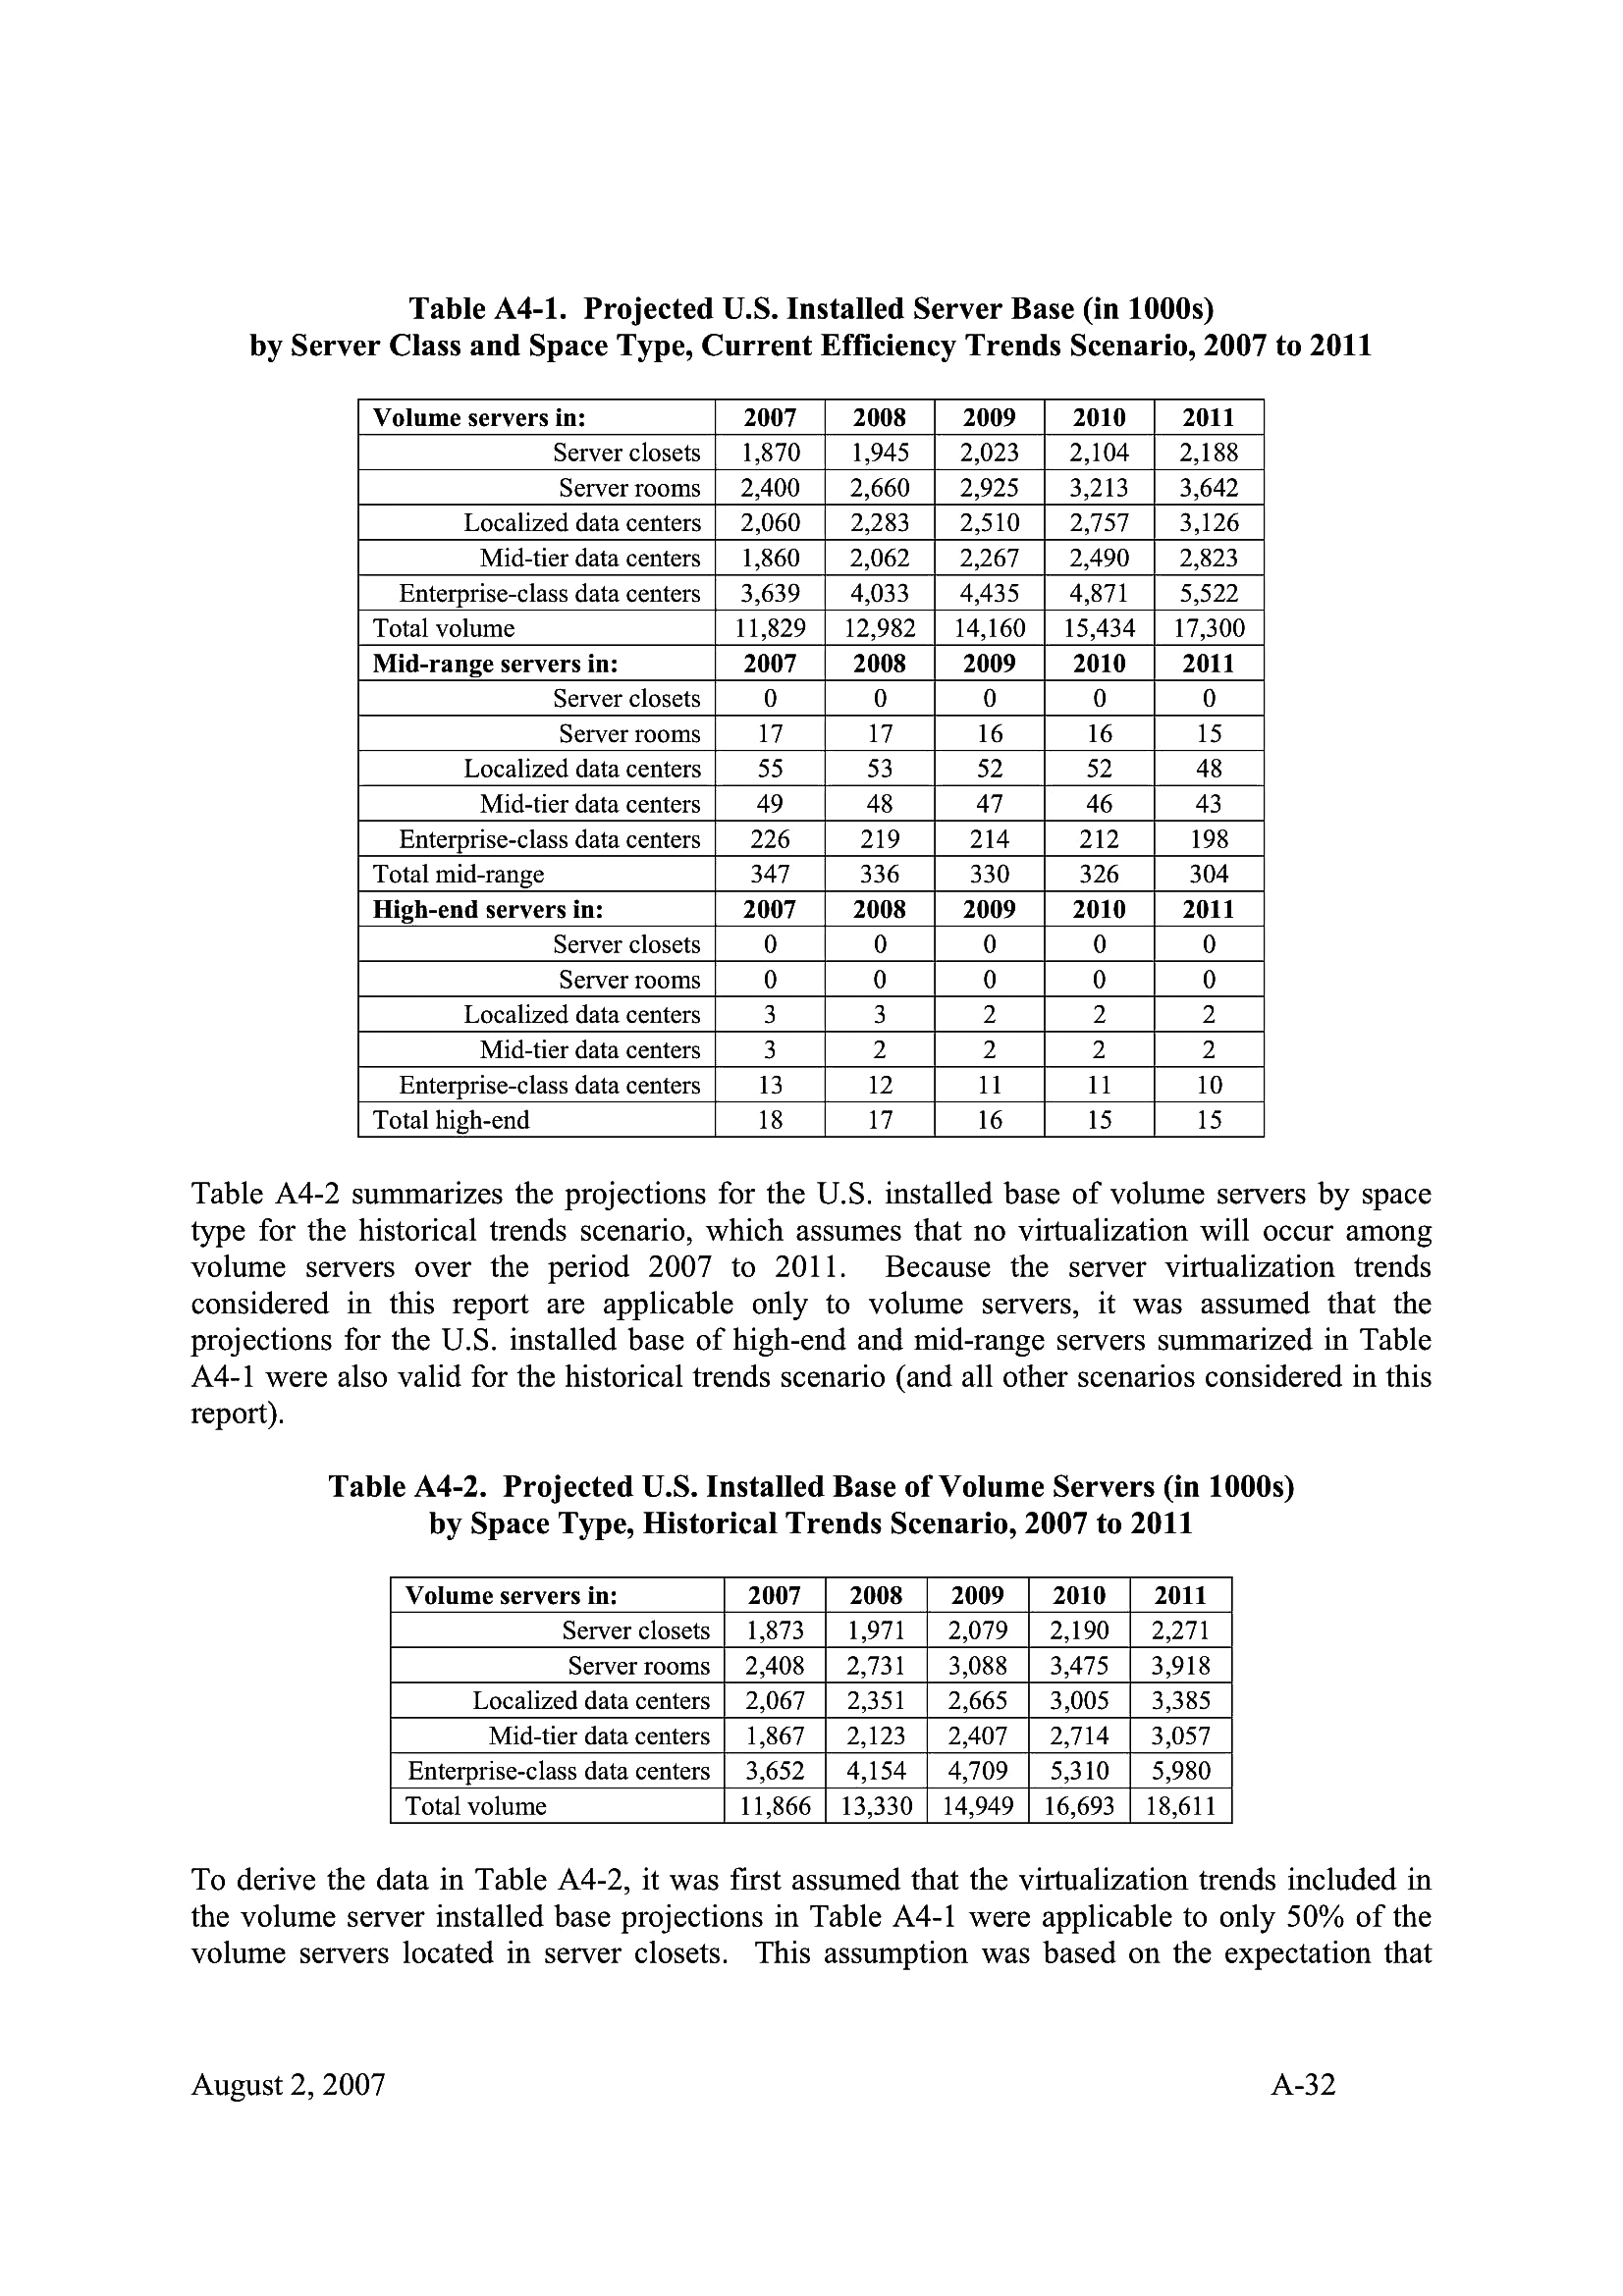 Table A4-1. Projected U.S. Installed Server Base (in 1000s)
by Server Class and Space Type, Current Efficiency Trends Scenario, 2007 to 2011
Volume servers in: 2007 2008 2009 2010 2011
Server closets 1,870 1,945 2,023 2,104 2,188
Server rooms 2,400 2,660 2,925 3,213 3,642
Localized data centers 2,060 2,283 2,510 2,757 3,126
Mid-tier data centers 1,860 2,062 2,267 2,490 2,823
Enterprise-class data centers 3,639 4,033 4,435 4,871 5,522
Total volume 11,829 12,982 14,160 15,434 17,300
Mid-range servers in: 2007 2008 2009 2010 2011
Server closets 0 0 0 0 0
Server rooms 17 17 16 16 15
Localized data centers 55 53 52 52 48
Mid-tier data centers 49 48 47 46 43
Enterprise-class data centers 226 219 214 212 198
Total mid-range 347 336 330 326 304
High-end servers in: 2007 2008 2009 2010 2011
Server closets 0 0 0 0 0
Server rooms 0 0 0 0 0
Localized data centers 3 3 2 2 2
Mid-tier data centers 3 2 2 2 2
Enterprise-class data centers 13 12 11 11 10
Total high-end 18 17 16 15 15
Table A4-2 summarizes the projections for the U.S. installed base of volume servers by space
type for the historical trends scenario, which assumes that no virtualization will occur among
volume servers over the period 2007 to 2011. Because the server virtualization trends
considered in this report are applicable only to volume servers, it was assumed that the
projections for the U.S. installed base of high-end and mid-range servers summarized in Table
A4-1 were also valid for the historical trends scenario (and all other scenarios considered in this
report).
Table A4-2. Projected U.S. Installed Base of Volume Servers (in 1000s)
by Space Type, Historical Trends Scenario, 2007 to 2011
Volume servers in: 2007 2008 2009 2010 2011
Server closets 1,873 1,971 2,079 2,190 2,271
Server rooms 2,408 2,731 3,088 3,475 3,918
Localized data centers 2,067 2,351 2,665 3,005 3,385
Mid-tier data centers 1,867 2,123 2,407 2,714 3,057
Enterprise-class data centers 3,652 4,154 4,709 5,310 5,980
Total volume 11,866 13,330 14,949 16,693 18,611
To derive the data in Table A4-2, it was first assumed that the virtualization trends included in
the volume server installed base projections in Table A4-1 were applicable to only 50% of the
volume servers located in server closets. This assumption was based on the expectation that
August 2, 2007 A-32